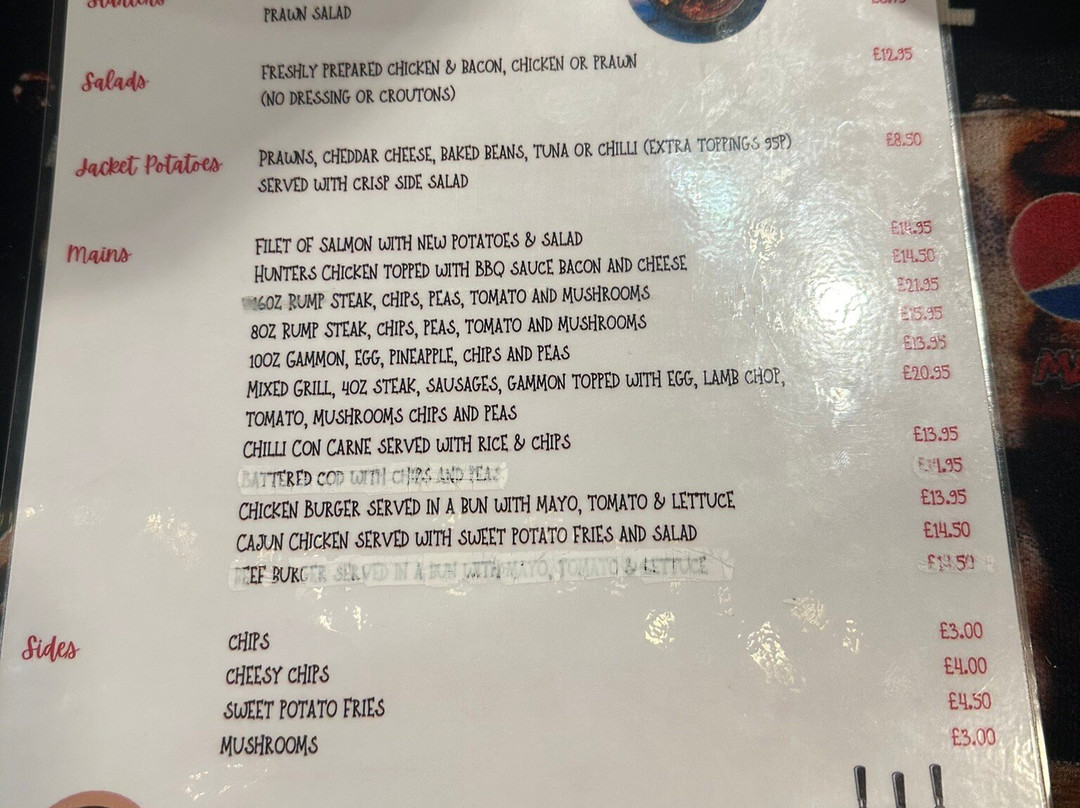 PRAWN SALAD
Salads
FRESHLY PREPARED CHICKEN & BACON, CHICKEN OR PRAWN £12.95
(NO DRESSING OR CROUTONS)
Jacket Potatoes
PRAWNS, CHEDDAR CHEESE, BAKED BEANS, TUNA OR CHILLI (EXTRA TOPPINGS 95P) £8.50
SERVED WITH CRISP SIDE SALAD
Mains
FILET OF SALMON WITH NEW POTATOES & SALAD £14.95
HUNTERS CHICKEN TOPPED WITH BBQ SAUCE BACON AND CHEESE £14.50
16OZ RUMP STEAK, CHIPS, PEAS, TOMATO AND MUSHROOMS £21.95
8OZ RUMP STEAK, CHIPS, PEAS, TOMATO AND MUSHROOMS £15.95
10OZ GAMMON, EGG, PINEAPPLE, CHIPS AND PEAS £13.95
MIXED GRILL, 4OZ STEAK, SAUSAGES, GAMMON TOPPED WITH EGG, LAMB CHOP, £20.95
TOMATO, MUSHROOMS CHIPS AND PEAS
CHILLI CON CARNE SERVED WITH RICE & CHIPS £13.95
BATTERED COD WITH CHIPS AND PEAS
CHICKEN BURGER SERVED IN A BUN WITH MAYO, TOMATO & LETTUCE £13.95
CAJUN CHICKEN SERVED WITH SWEET POTATO FRIES AND SALAD £14.50
BEEF BURGER SERVED IN A BUN WITH MAYO, TOMATO & LETTUCE £14.50
Sides
CHIPS £3.00
CHEESY CHIPS £4.00
SWEET POTATO FRIES £4.50
MUSHROOMS £3.00